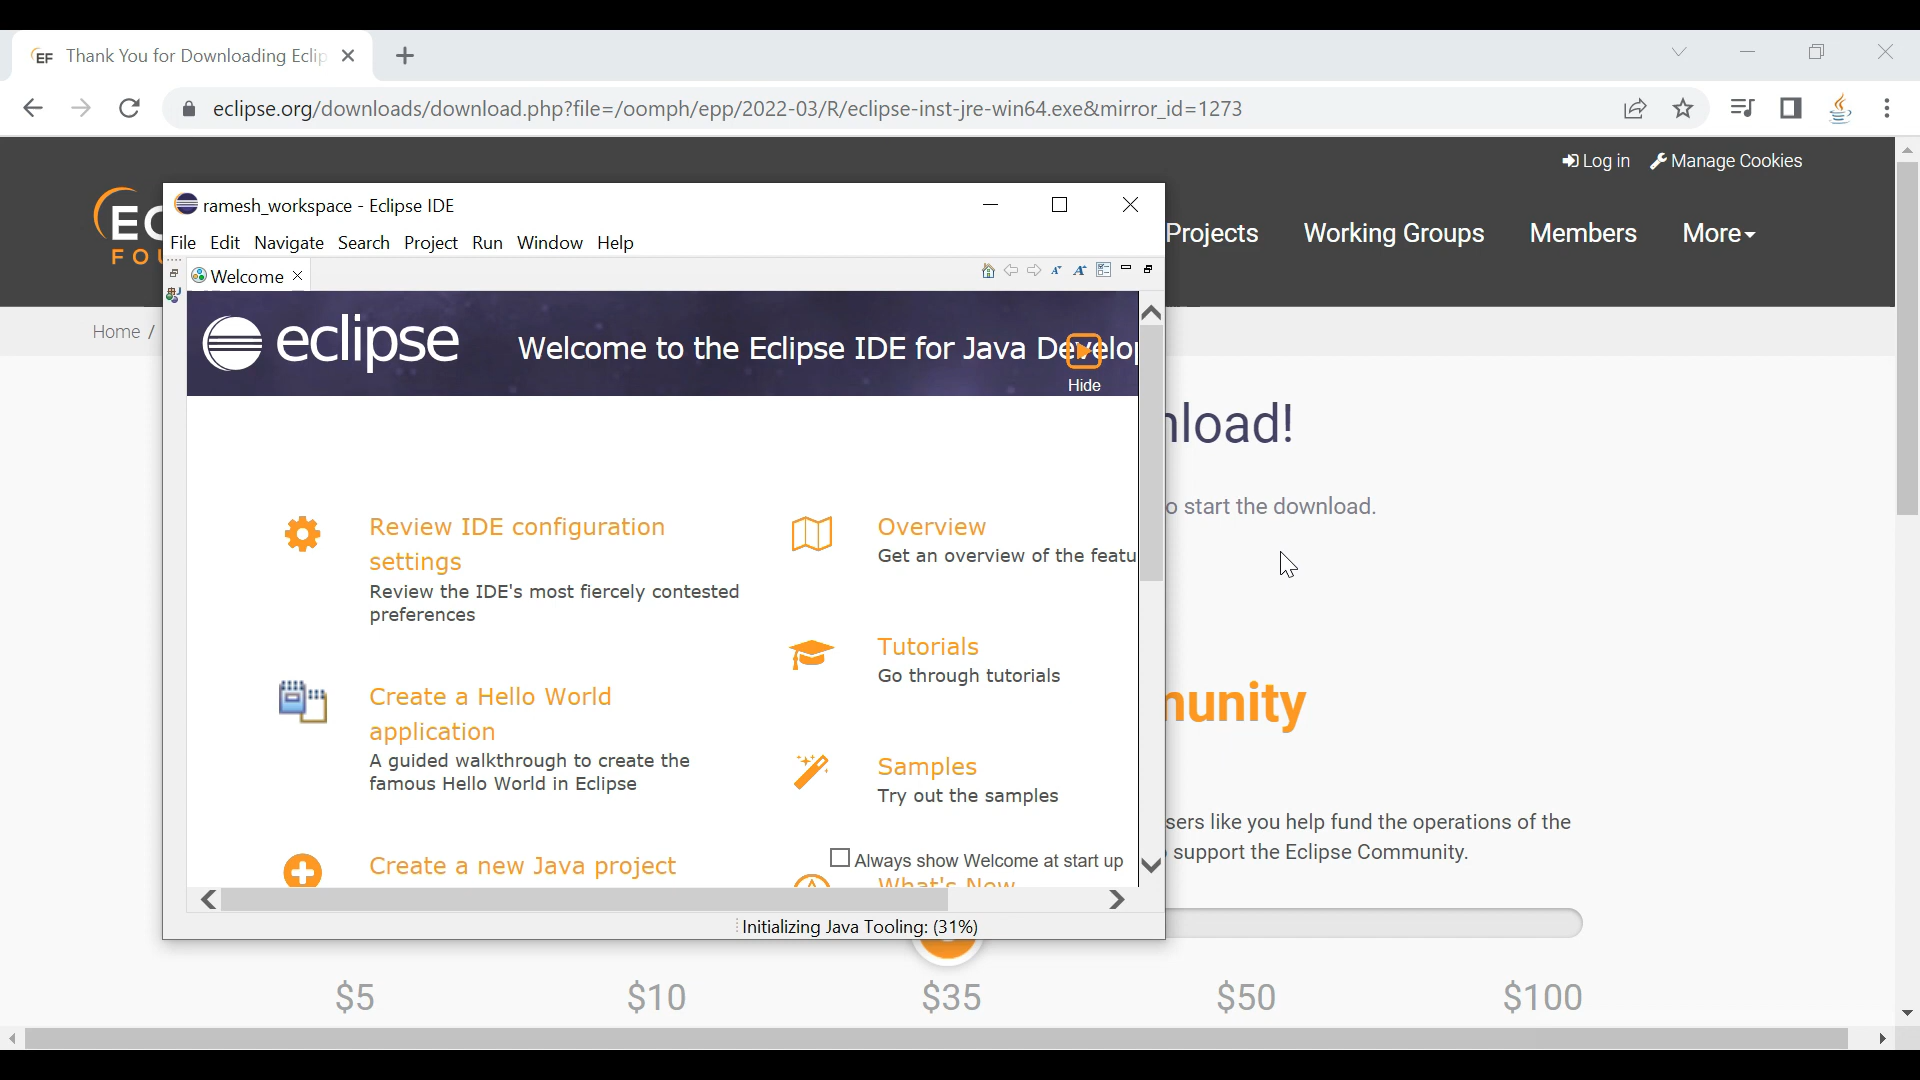 EF Thank You for Downloading Eclip
eclipse.org/downloads/download.php?file=/oomph/epp/2022-03/R/eclipse-inst-jre-win64.exe&mirror_id=1273
Log in Manage Cookies
EC
FOU
Projects Working Groups Members More
Home /
ramesh_workspace - Eclipse IDE
File Edit Navigate Search Project Run Window Help
Welcome
eclipse Welcome to the Eclipse IDE for Java Develop
Hide
nload!
Review IDE configuration
settings
Review the IDE's most fiercely contested
preferences
Overview
Get an overview of the featu
o start the download.
Create a Hello World
application
A guided walkthrough to create the
famous Hello World in Eclipse
Tutorials
Go through tutorials
nunity
Samples
Try out the samples
sers like you help fund the operations of the
support the Eclipse Community.
Create a new Java project
Always show Welcome at start up
What's New
Initializing Java Tooling: (31%)
$5 $10 $35 $50 $100